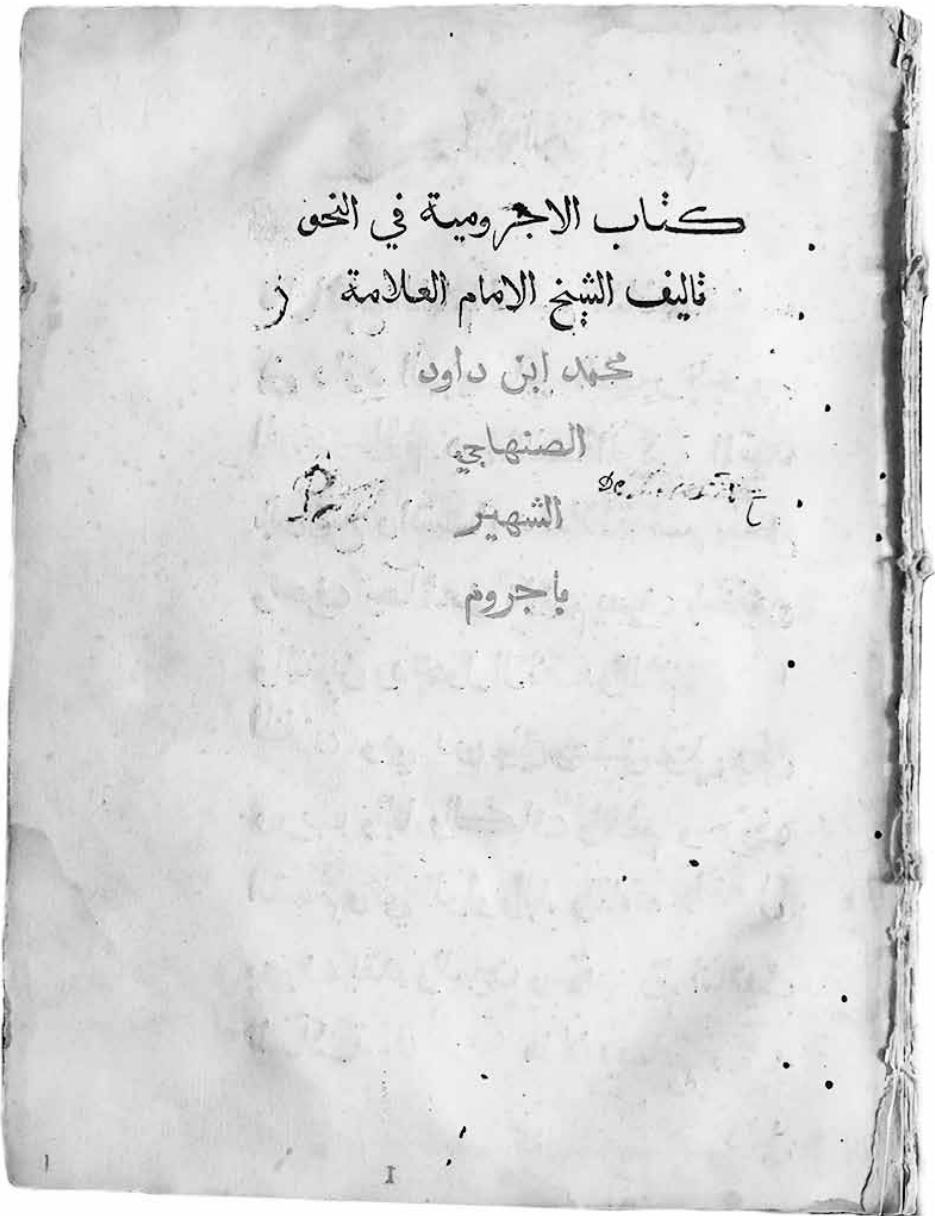 كتاب الاجرومية في النحو
تاليف الشيخ الامام العلامة
محمد ابن داود
الصنهاجي
الشهير
باجروم
I